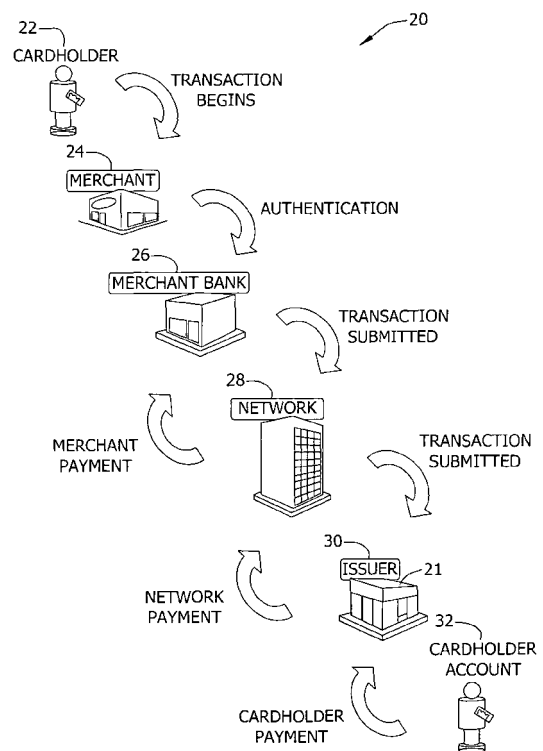 22
20
CARDHOLDER
TRANSACTION
BEGINS
24
MERCHANT
AUTHENTICATION
26
MERCHANT BANK
TRANSACTION
SUBMITTED
28
NETWORK
MERCHANT
PAYMENT
TRANSACTION
SUBMITTED
30
ISSUER
21
NETWORK
PAYMENT
32
CARDHOLDER
ACCOUNT
CARDHOLDER
PAYMENT